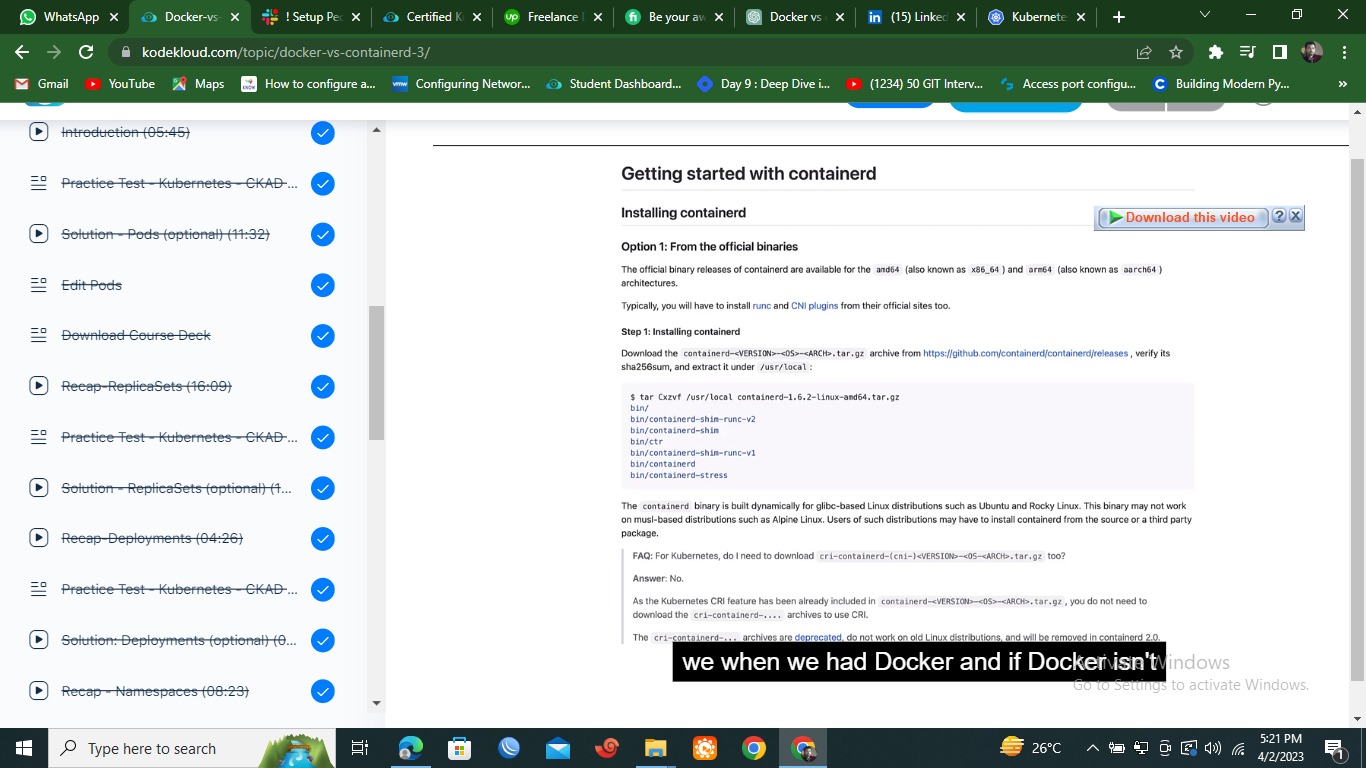 WhatsApp
Docker-vs-
! Setup Pe
Certified K
Freelance
Be your aw
Docker vs
(15) Linked
Kubernete
kodekloud.com/topic/docker-vs-containerd-3/
Gmail
YouTube
Maps
How to configure a...
Configuring Networ...
Student Dashboard...
Day 9 : Deep Dive i...
(1234) 50 GIT Interv...
Access port configu...
Building Modern Py...
»
Introduction (05:45)
Practice Test - Kubernetes - CKAD ...
Solution - Pods (optional) (11:32)
Edit Pods
Download Course Deck
Recap-ReplicaSets (16:09)
Practice Test - Kubernetes - CKAD ...
Solution - ReplicaSets (optional) (1...
Recap-Deployments (04:26)
Practice Test - Kubernetes - CKAD ...
Solution: Deployments (optional) (0...
Recap - Namespaces (08:23)
Getting started with containerd
Installing containerd
Download this video ? X
Option 1: From the official binaries
The official binary releases of containerd are available for the amd64 (also known as x86_64 ) and arm64 (also known as aarch64 )
architectures.
Typically, you will have to install runc and CNI plugins from their official sites too.
Step 1: Installing containerd
Download the containerd-<VERSION>-<OS>-<ARCH>.tar.gz archive from https://github.com/containerd/containerd/releases , verify its
sha256sum, and extract it under /usr/local :
$ tar Cxzvf /usr/local containerd-1.6.2-linux-amd64.tar.gz
bin/
bin/containerd-shim-runc-v2
bin/containerd-shim
bin/ctr
bin/containerd-shim-runc-v1
bin/containerd
bin/containerd-stress
The containerd binary is built dynamically for glibc-based Linux distributions such as Ubuntu and Rocky Linux. This binary may not work
on musl-based distributions such as Alpine Linux. Users of such distributions may have to install containerd from the source or a third party
package.
FAQ: For Kubernetes, do I need to download cri-containerd-(cni-)<VERSION>-<OS-<ARCH>.tar.gz too?
Answer: No.
As the Kubernetes CRI feature has been already included in containerd-<VERSION>-<OS>-<ARCH>.tar.gz , you do not need to
download the cri-containerd-.... archives to use CRI.
The cri-containerd-... archives are deprecated, do not work on old Linux distributions, and will be removed in containerd 2.0.
we when we had Docker and if Docker isn't
Activate Windows
Go to Settings to activate Windows.
Type here to search
26°C
5:21 PM
4/2/2023
1